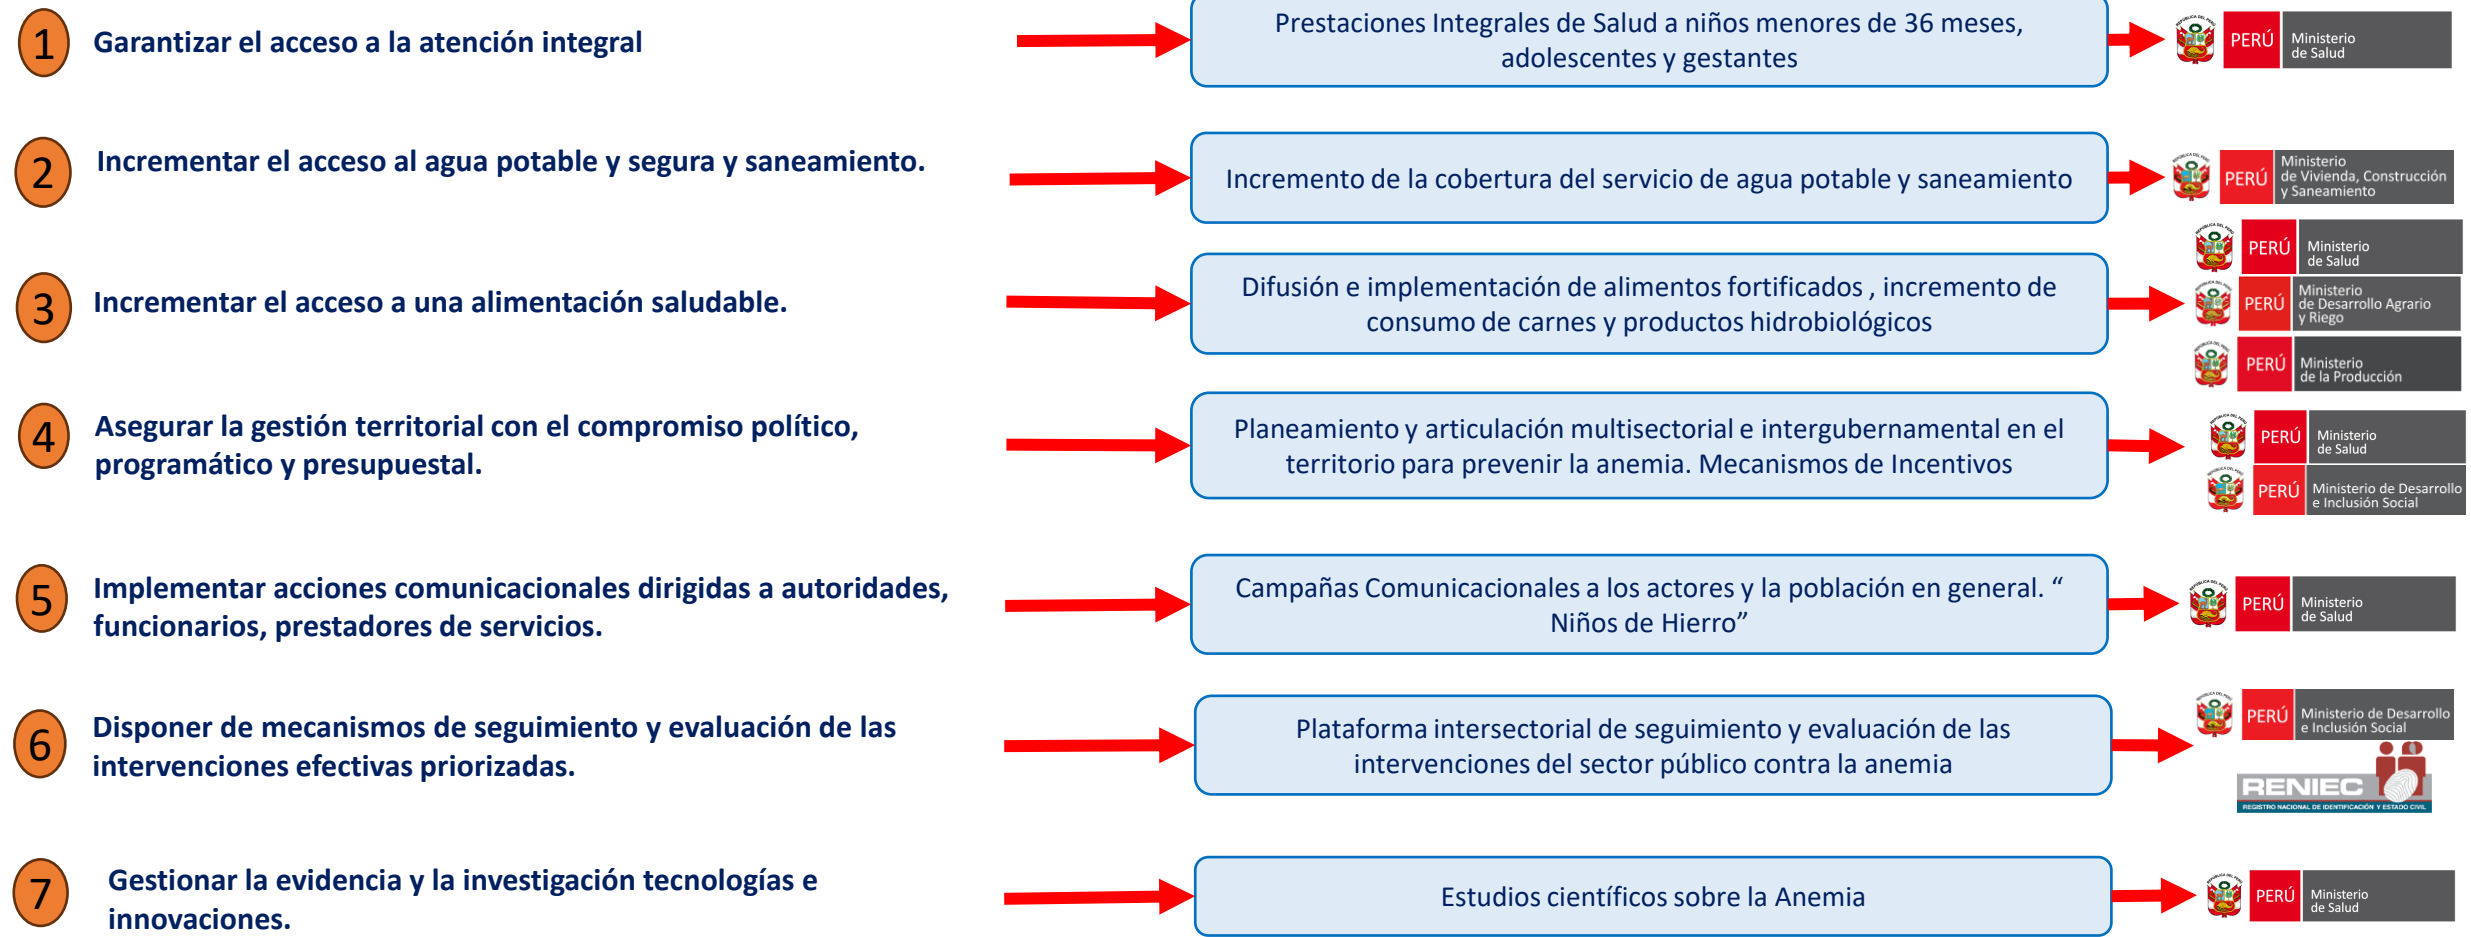 1
Garantizar el acceso a la atención integral
Prestaciones Integrales de Salud a niños menores de 36 meses,
adolescentes y gestantes
PERÚ
Ministerio
de Salud
2
Incrementar el acceso al agua potable y segura y saneamiento.
Incremento de la cobertura del servicio de agua potable y saneamiento
PERÚ
Ministerio
de Vivienda, Construcción
y Saneamiento
3
Incrementar el acceso a una alimentación saludable.
Difusión e implementación de alimentos fortificados , incremento de
consumo de carnes y productos hidrobiológicos
PERÚ
Ministerio
de Salud
PERÚ
Ministerio
de Desarrollo Agrario
y Riego
PERÚ
Ministerio
de la Producción
4
Asegurar la gestión territorial con el compromiso político,
programático y presupuestal.
Planeamiento y articulación multisectorial e intergubernamental en el
territorio para prevenir la anemia. Mecanismos de Incentivos
PERÚ
Ministerio
de Salud
PERÚ
Ministerio de Desarrollo
e Inclusión Social
5
Implementar acciones comunicacionales dirigidas a autoridades,
funcionarios, prestadores de servicios.
Campañas Comunicacionales a los actores y la población en general. “
Niños de Hierro”
PERÚ
Ministerio
de Salud
6
Disponer de mecanismos de seguimiento y evaluación de las
intervenciones efectivas priorizadas.
Plataforma intersectorial de seguimiento y evaluación de las
intervenciones del sector público contra la anemia
PERÚ
Ministerio de Desarrollo
e Inclusión Social
RENIEC
REGISTRO NACIONAL DE IDENTIFICACIÓN Y ESTADO CIVIL
7
Gestionar la evidencia y la investigación tecnologías e
innovaciones.
Estudios científicos sobre la Anemia
PERÚ
Ministerio
de Salud